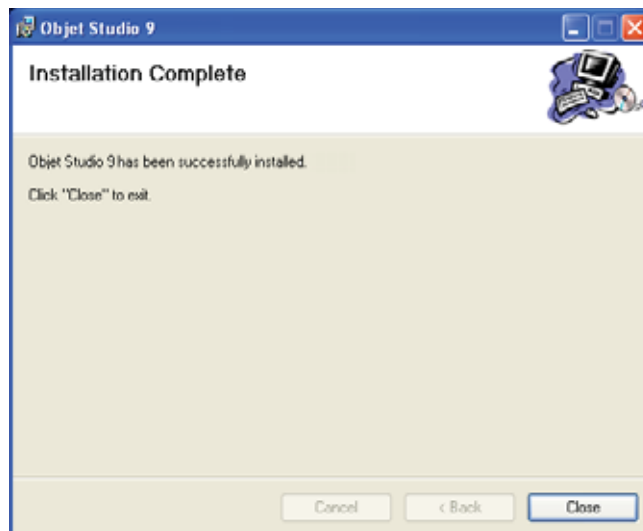 Objet Studio 9
Installation Complete
Objet Studio 9 has been successfully installed.
Click "Close" to exit.
Cancel
< Back
Close